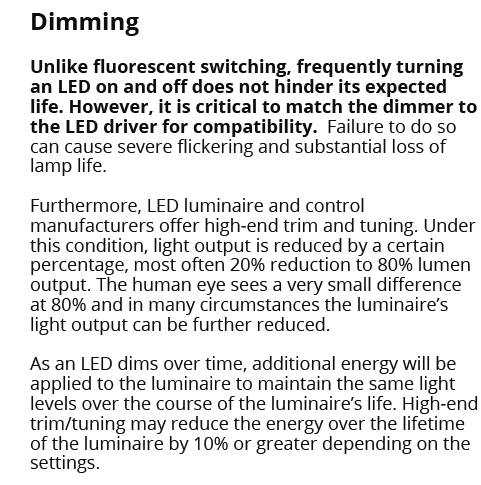 Dimming
Unlike fluorescent switching, frequently turning
an LED on and off does not hinder its expected
life. However, it is critical to match the dimmer to
the LED driver for compatibility.  Failure to do so
can cause severe flickering and substantial loss of
lamp life.
Furthermore, LED luminaire and control
manufacturers offer high-end trim and tuning. Under
this condition, light output is reduced by a certain
percentage, most often 20% reduction to 80% lumen
output. The human eye sees a very small difference
at 80% and in many circumstances the luminaire’s
light output can be further reduced.
As an LED dims over time, additional energy will be
applied to the luminaire to maintain the same light
levels over the course of the luminaire’s life. High-end
trim/tuning may reduce the energy over the lifetime
of the luminaire by 10% or greater depending on the
settings.